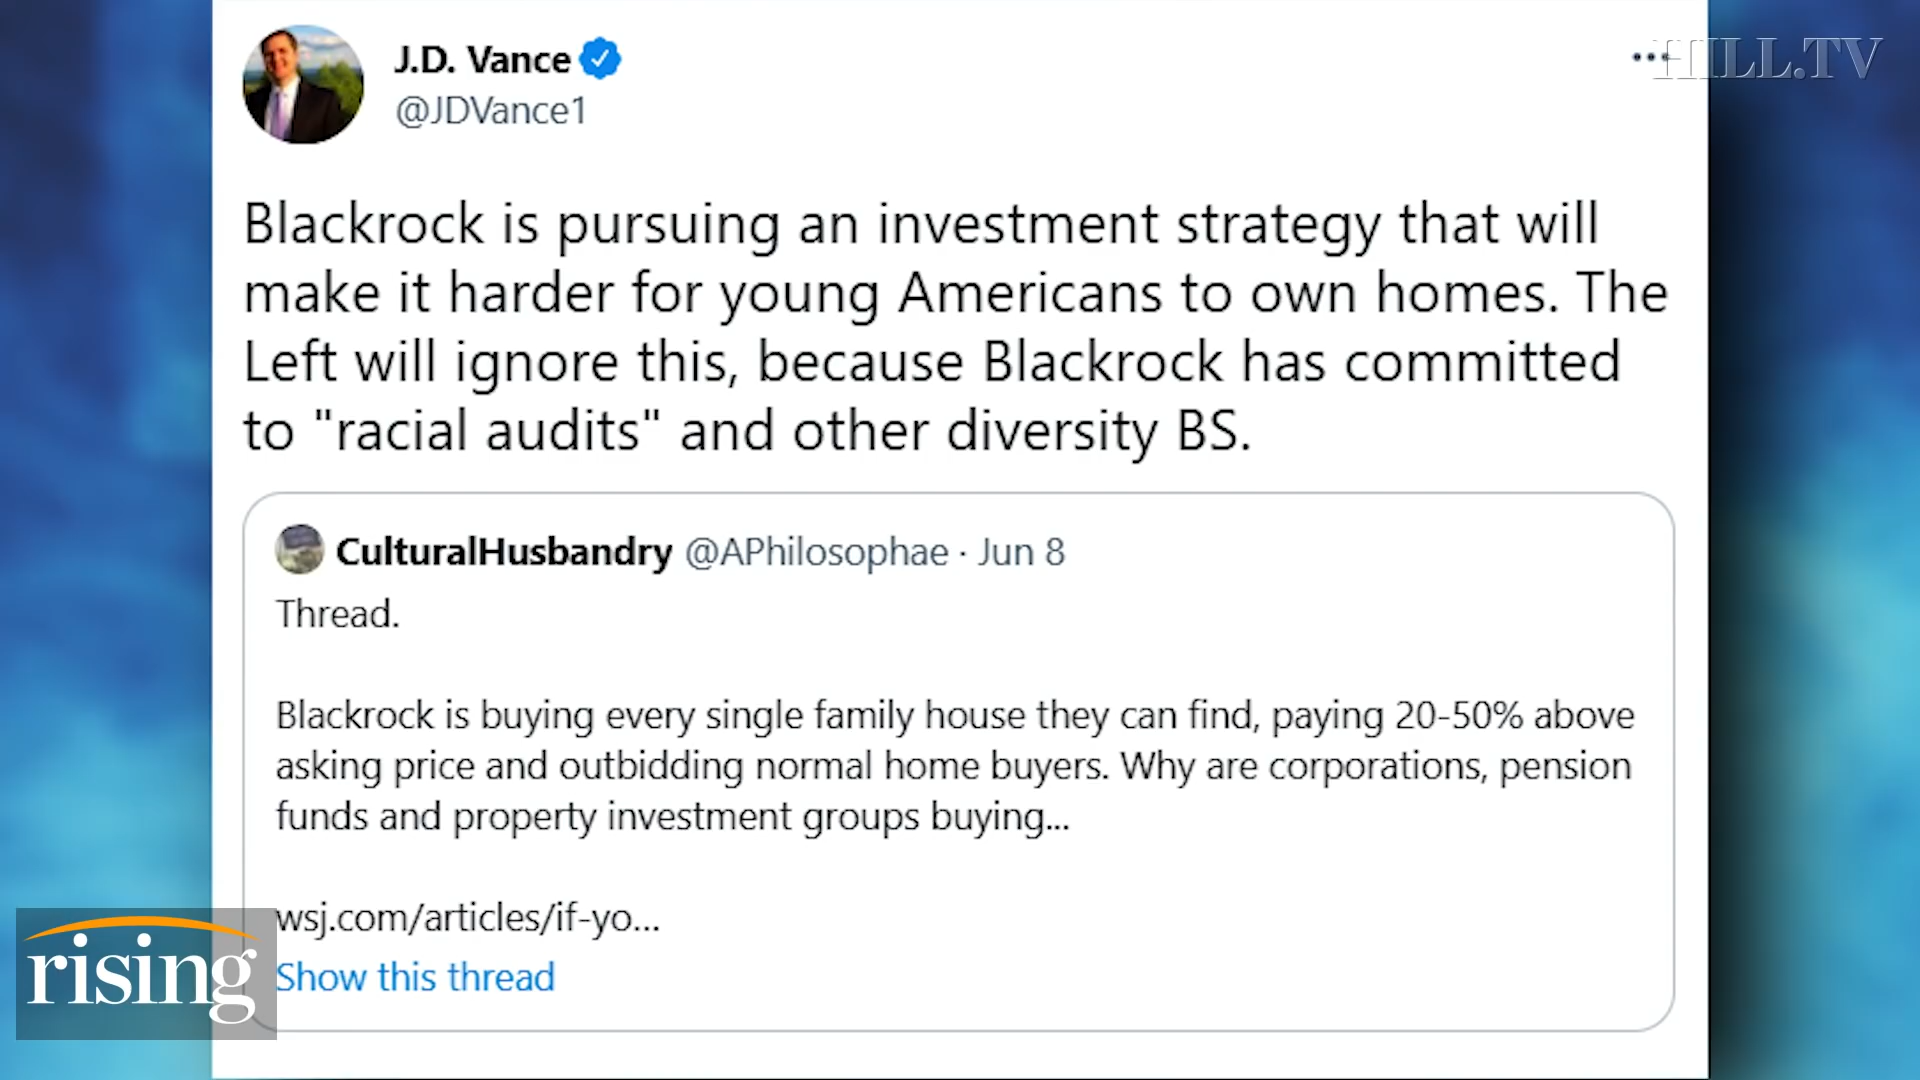 J.D. Vance
@JDVance1
HILL.TV
Blackrock is pursuing an investment strategy that will
make it harder for young Americans to own homes. The
Left will ignore this, because Blackrock has committed
to "racial audits" and other diversity BS.
CulturalHusbandry @APhilosophae · Jun 8
Thread.
Blackrock is buying every single family house they can find, paying 20-50% above
asking price and outbidding normal home buyers. Why are corporations, pension
funds and property investment groups buying...
wsj.com/articles/if-yo...
Show this thread
rising